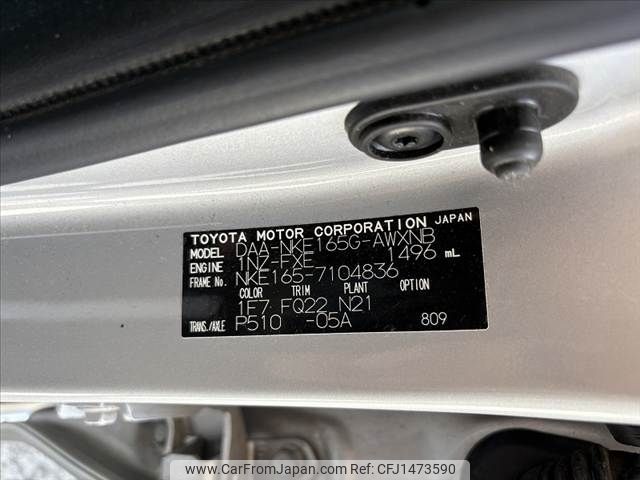 TOYOTA MOTOR CORPORATION JAPAN
MODEL DAA-NKE165G-AWXNB
ENGINE 1NZ-FXE 1496 mL
FRAME No. NKE165-7104836
COLOR TRIM PLANT OPTION
1F7 FQ22 N21
TRANS./AXLE P510 -05A 809
www.CarFromJapan.com | Ref No: CFJ1473590